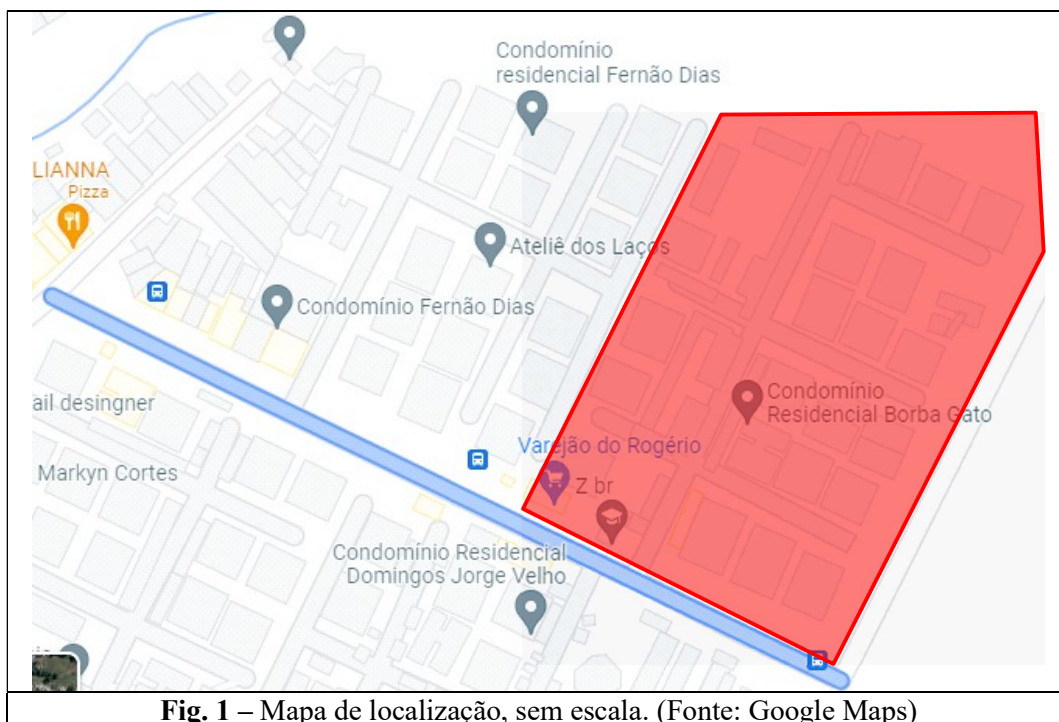 Condomínio
residencial Fernão Dias
LIANNA
Pizza
Ateliê dos Laços
Condomínio Fernão Dias
Condomínio
Residencial Borba Gato
ail desingner
Varejão do Rogério
Markyn Cortes
Z br
Condomínio Residencial
Domingos Jorge Velho
Fig. 1 – Mapa de localização, sem escala. (Fonte: Google Maps)